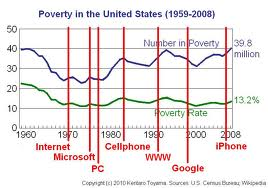 Poverty in the United States (1959-2008)
50
40
30
20
10
0
Number in Poverty
39.8
million
13.2%
Poverty Rate
1960
1970
1980
1990
2000
2008
Internet
Cellphone
iPhone
Microsoft
WWW
PC
Google
Copyright (c) 2010 Kentaro Toyama. Sources: U.S. Census Bureau; Wikipedia